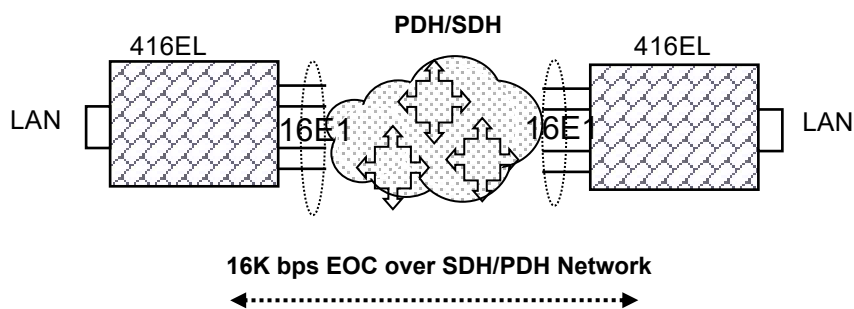 PDH/SDH
416EL
416EL
LAN
16E1
16E1
LAN
16K bps EOC over SDH/PDH Network